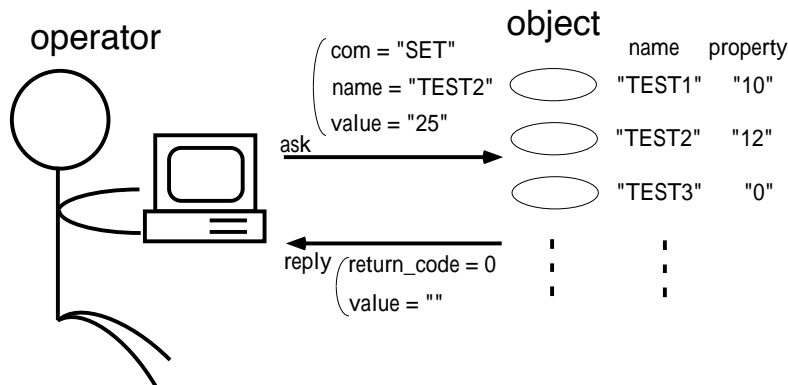 operator
com = "SET"
name = "TEST2"
value = "25"
ask
reply
return_code = 0
value = ""
object
name property
"TEST1" "10"
"TEST2" "12"
"TEST3" "0"